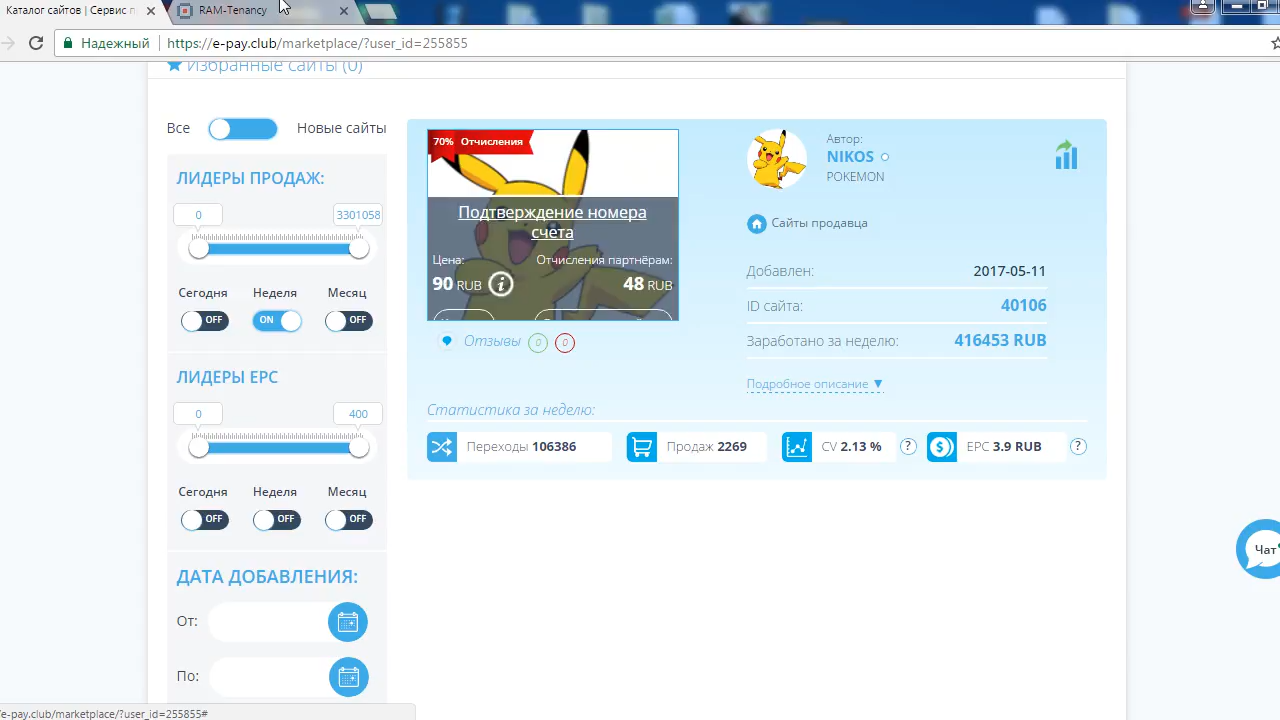 Каталог сайтов | Сервис п
RAM-Tenancy
Надежный
https://e-pay.club/marketplace/?user_id=255855
Избранные сайты (0)
Все
Новые сайты
ЛИДЕРЫ ПРОДАЖ:
0
3301058
Сегодня
Неделя
Месяц
OFF
ON
OFF
ЛИДЕРЫ EPC
0
400
Сегодня
Неделя
Месяц
OFF
OFF
OFF
ДАТА ДОБАВЛЕНИЯ:
От:
По:
70% Отчисления
Подтверждение номера
счёта
Цена:
Отчисления партнёрам:
90 RUB
i
48 RUB
Отзывы
0
0
Автор:
NIKOS
POKEMON
Сайты продавца
Добавлен:
2017-05-11
ID сайта:
40106
Заработано за неделю:
416453 RUB
Подробное описание ▼
Статистика за неделю:
Переходы 106386
Продаж 2269
CV 2.13 %
?
EPC 3.9 RUB
?
Чат
e-pay.club/marketplace/?user_id=255855#